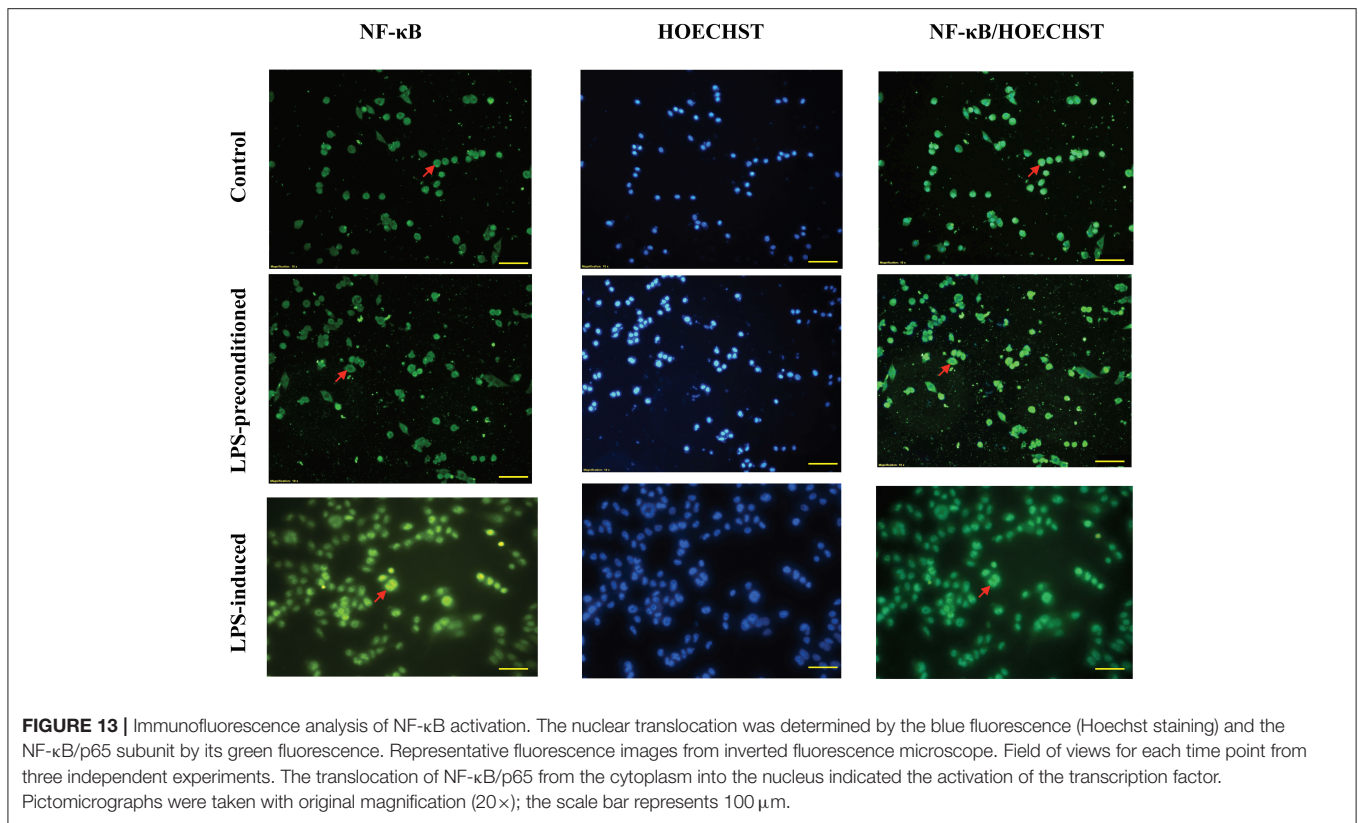 NF-κB
HOECHST
NF-κB/HOECHST
Control
LPS-preconditioned
LPS-induced
FIGURE 13 | Immunofluorescence analysis of NF-κB activation. The nuclear translocation was determined by the blue fluorescence (Hoechst staining) and the
NF-κB/p65 subunit by its green fluorescence. Representative fluorescence images from inverted fluorescence microscope. Field of views for each time point from
three independent experiments. The translocation of NF-κB/p65 from the cytoplasm into the nucleus indicated the activation of the transcription factor.
Pictomicrographs were taken with original magnification (20×); the scale bar represents 100 μm.